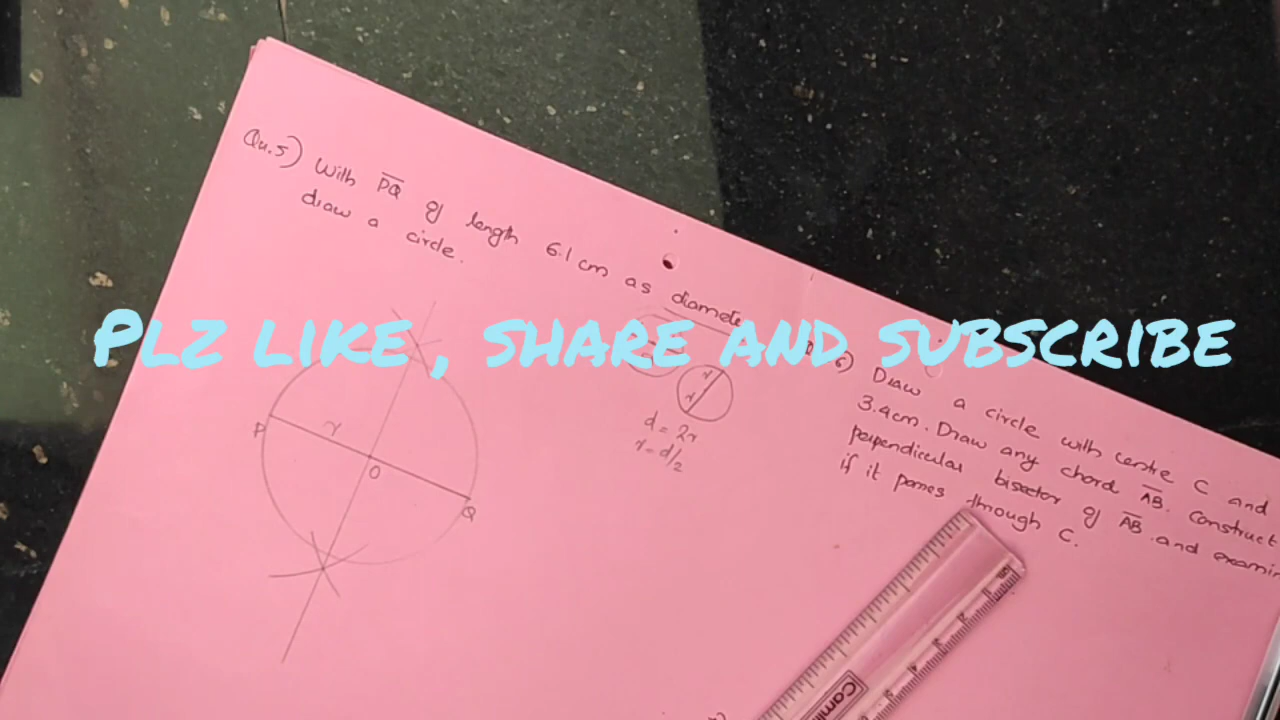 Qu.5) With PQ of length 6.1 cm as diameter
draw a circle.
PLZ LIKE, SHARE AND SUBSCRIBE
P
r
O
Q
r
r
d = 2r
r = d/2
6) Draw a circle with centre C and
3.4cm. Draw any chord AB. Construct
perpendicular bisector of AB and examin
if it passes through C.
Camlin